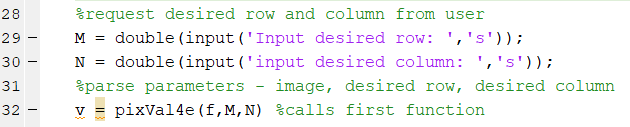 28 %request desired row and column from user
29 – M = double(input('Input desired row: ','s'));
30 – N = double(input('input desired column: ','s'));
31 %parse parameters - image, desired row, desired column
32 – v = pixVal4e(f,M,N) %calls first function